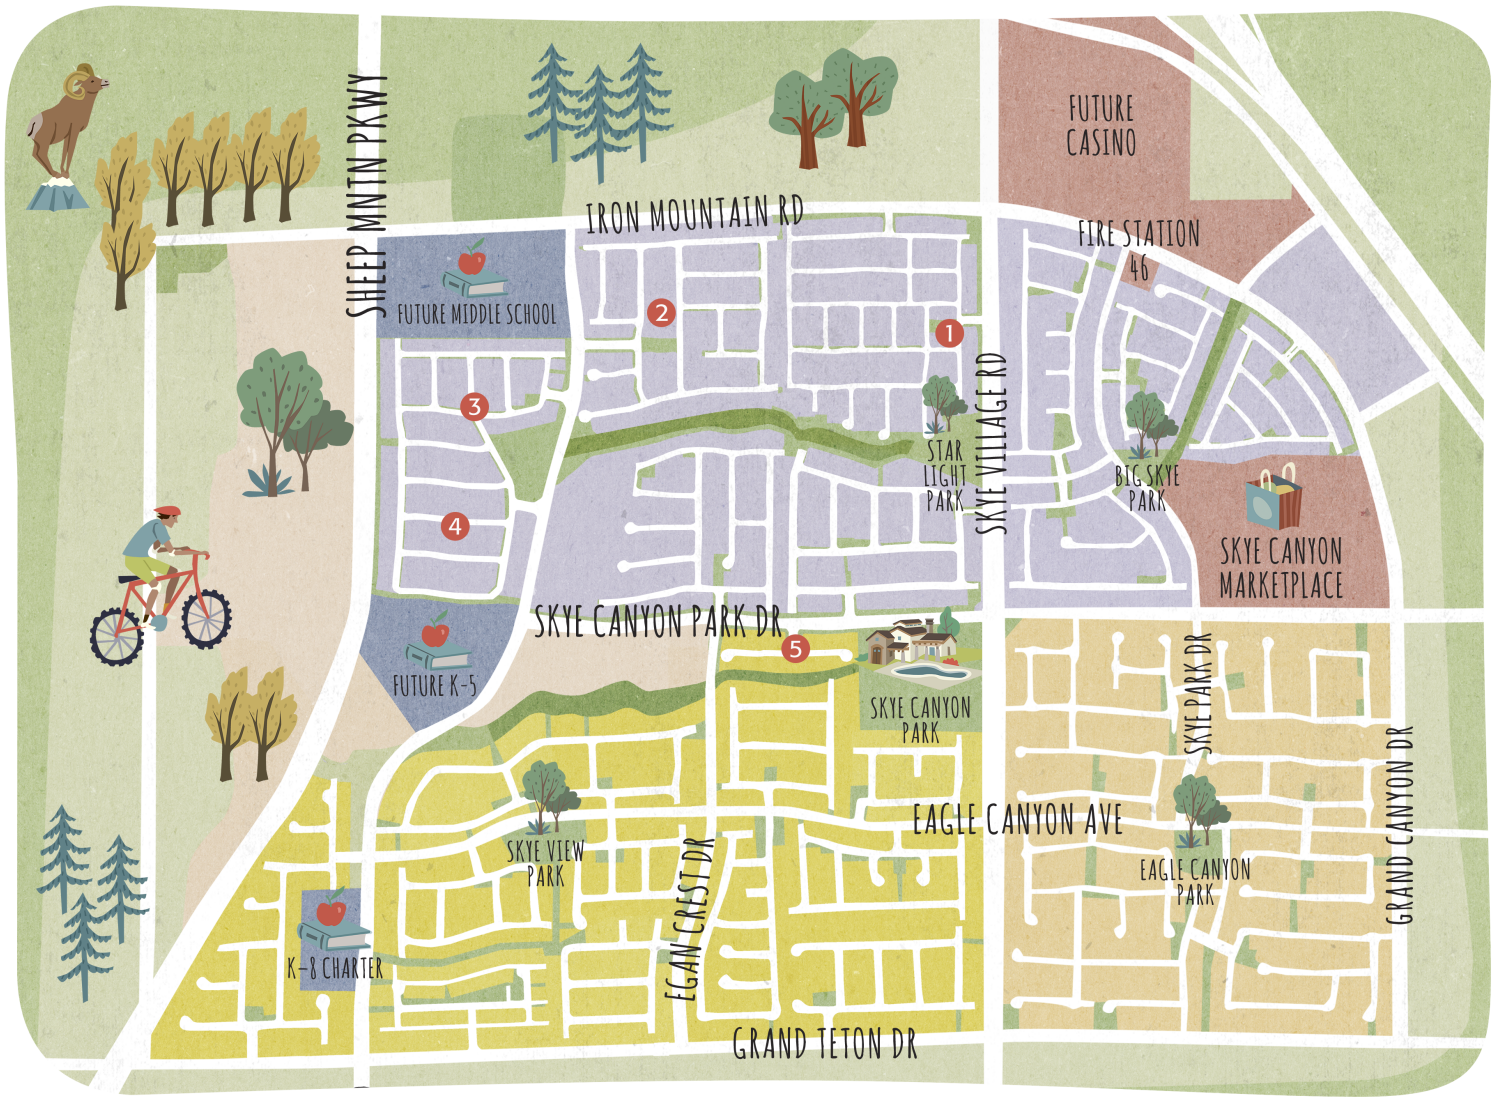 FUTURE
CASINO
SHEEP MNTN PKWY
IRON MOUNTAIN RD
FIRE STATION
46
FUTURE MIDDLE SCHOOL
2
1
3
STAR
LIGHT
PARK
SKYE VILLAGE RD
BIG SKYE
PARK
4
SKYE CANYON
MARKETPLACE
SKYE CANYON PARK DR
5
FUTURE K-5
SKYE CANYON
PARK
SKYE PARK DR
GRAND CANYON DR
EAGLE CANYON AVE
SKYE VIEW
PARK
EGAN CREST DR
EAGLE CANYON
PARK
K-8 CHARTER
GRAND TETON DR